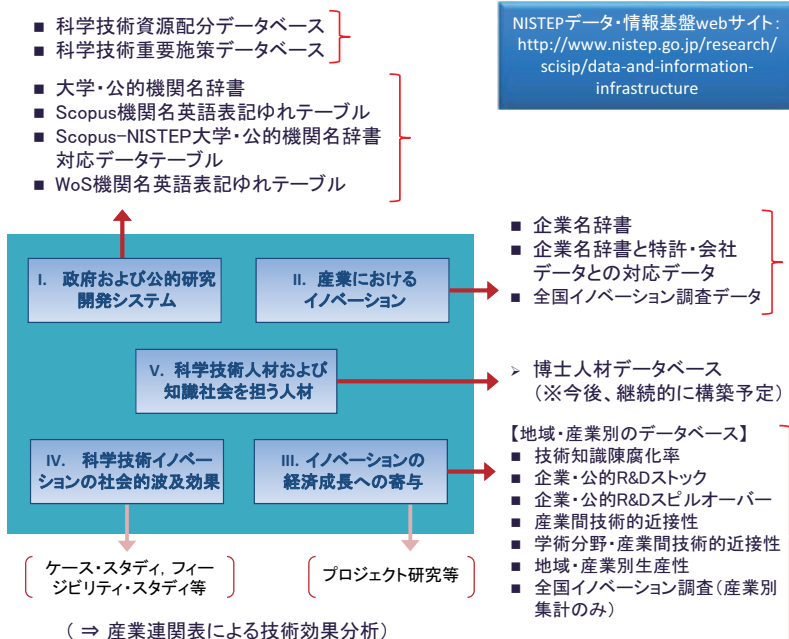 ■ 科学技術資源配分データベース
■ 科学技術重要施策データベース
■ 大学・公的機関名辞書
■ Scopus機関名英語表記ゆれテーブル
■ Scopus-NISTEP大学・公的機関名辞書
対応データテーブル
■ WoS機関名英語表記ゆれテーブル
NISTEPデータ・情報基盤webサイト:
http://www.nistep.go.jp/research/
scisip/data-and-information-
infrastructure
I. 政府および公的研究
開発システム
II. 産業における
イノベーション
■ 企業名辞書
■ 企業名辞書と特許・会社
データとの対応データ
■ 全国イノベーション調査データ
V. 科学技術人材および
知識社会を担う人材
➢ 博士人材データベース
(※今後、継続的に構築予定)
IV. 科学技術イノベー
ションの社会的波及効果
III. イノベーションの
経済成長への寄与
【地域・産業別のデータベース】
■ 技術知識陳腐化率
■ 企業・公的R&Dストック
■ 企業・公的R&Dスピルオーバー
■ 産業間技術的近接性
■ 学術分野・産業間技術的近接性
■ 地域・産業別生産性
■ 全国イノベーション調査(産業別
集計のみ)
ケース・スタディ, フィー
ジビリティ・スタディ等
プロジェクト研究等
( ⇒ 産業連関表による技術効果分析)